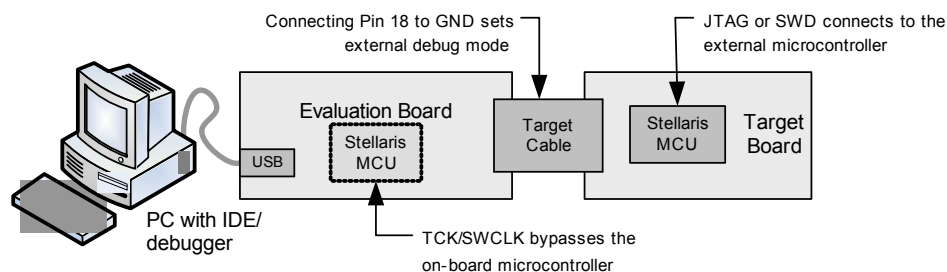 Connecting Pin 18 to GND sets
external debug mode
JTAG or SWD connects to the
external microcontroller
Evaluation Board
Stellaris
MCU
USB
Target
Cable
Stellaris
MCU
Target
Board
PC with IDE/
debugger
TCK/SWCLK bypasses the
on-board microcontroller